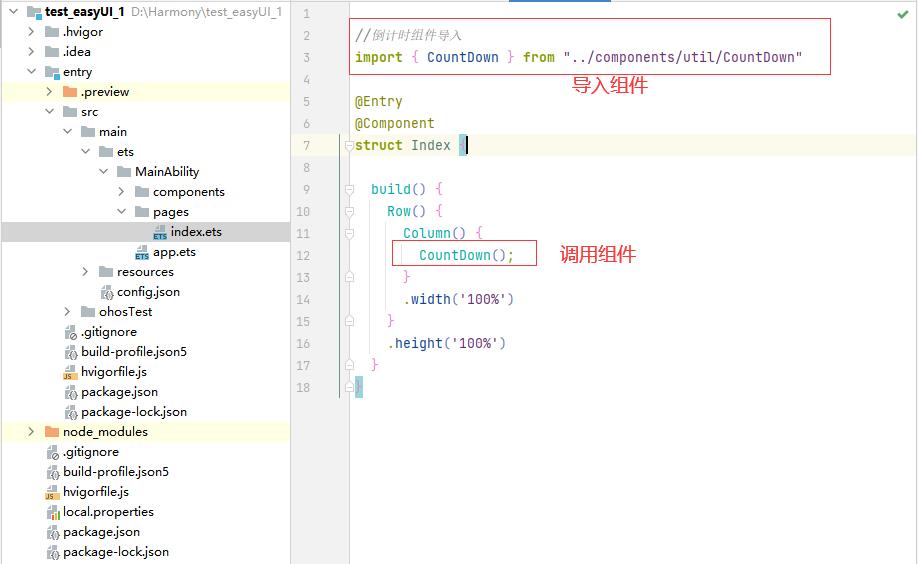 test_easyUI_1 D:\Harmony\test_easyUI_1
.hvigor
.idea
entry
.preview
src
main
ets
MainAbility
components
pages
index.ets
app.ets
resources
config.json
ohosTest
.gitignore
build-profile.json5
hvigorfile.js
package.json
package-lock.json
node_modules
.gitignore
build-profile.json5
hvigorfile.js
local.properties
package.json
package-lock.json
1
2 //倒计时组件导入
3 import { CountDown } from "../components/util/CountDown"
导入组件
4
5 @Entry
6 @Component
7 struct Index {
8
9 build() {
10 Row() {
11 Column() {
12 CountDown();
调用组件
13 }
14 .width('100%')
15 }
16 .height('100%')
17 }
18 }